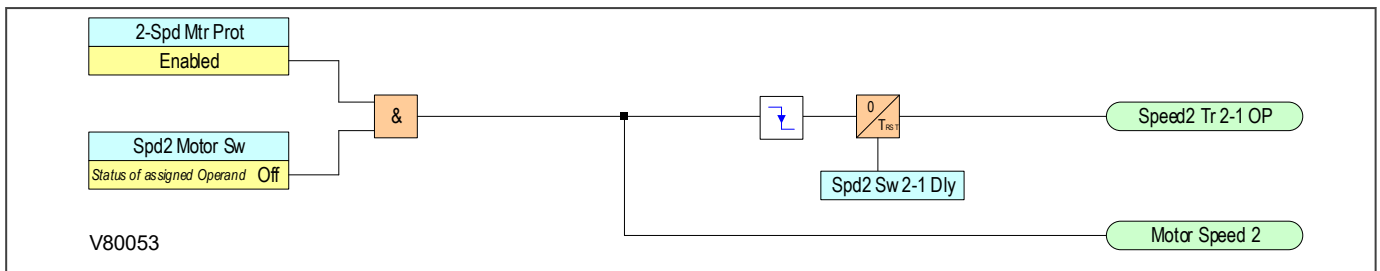 2-Spd Mtr Prot
Enabled
&
Spd2 Motor Sw
Status of assigned Operand Off
0
TRST
Spd2 Sw 2-1 Dly
Speed2 Tr 2-1 OP
Motor Speed 2
V80053